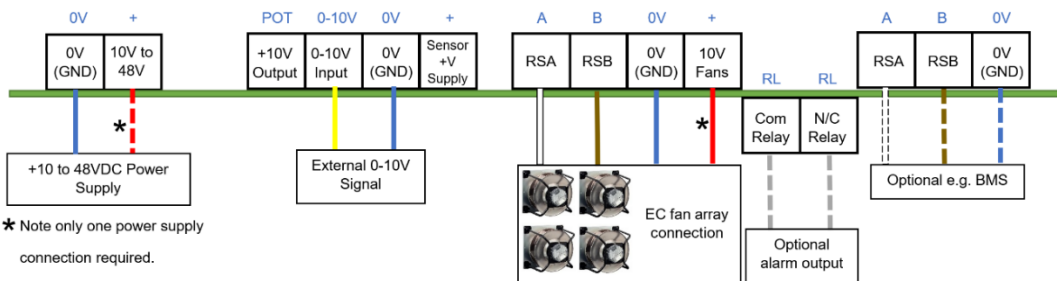 0V + POT 0-10V 0V + A B 0V + A B 0V
0V (GND)
10V to 48V
+10V Output
0-10V Input
0V (GND)
Sensor +V Supply
RSA
RSB
0V (GND)
10V Fans
RL RL
RSA
RSB
0V (GND)
Com Relay
N/C Relay
*
*
+10 to 48VDC Power
Supply
External 0-10V
Signal
EC fan array
connection
Optional e.g. BMS
* Note only one power supply
connection required.
Optional
alarm output